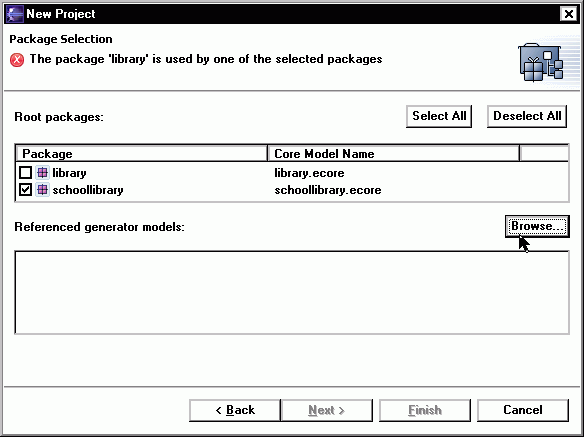 New Project
Package Selection
The package 'library' is used by one of the selected packages
Root packages:
Select All
Deselect All
Package
Core Model Name
library
library.ecore
schoollibrary
schoollibrary.ecore
Referenced generator models:
Browse...
< Back
Next >
Finish
Cancel